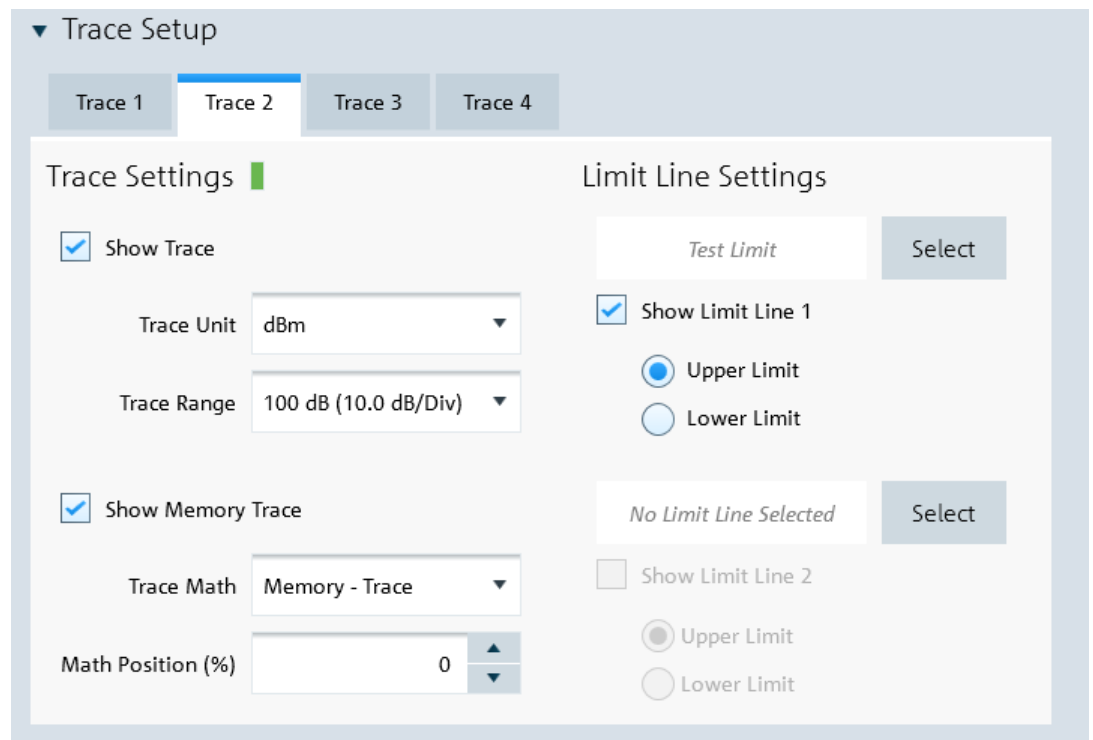 Trace Setup
Trace 1 Trace 2 Trace 3 Trace 4
Trace Settings
Show Trace
Trace Unit dBm
Trace Range 100 dB (10.0 dB/Div)
Show Memory Trace
Trace Math Memory - Trace
Math Position (%) 0
Limit Line Settings
Test Limit Select
Show Limit Line 1
Upper Limit
Lower Limit
No Limit Line Selected Select
Show Limit Line 2
Upper Limit
Lower Limit